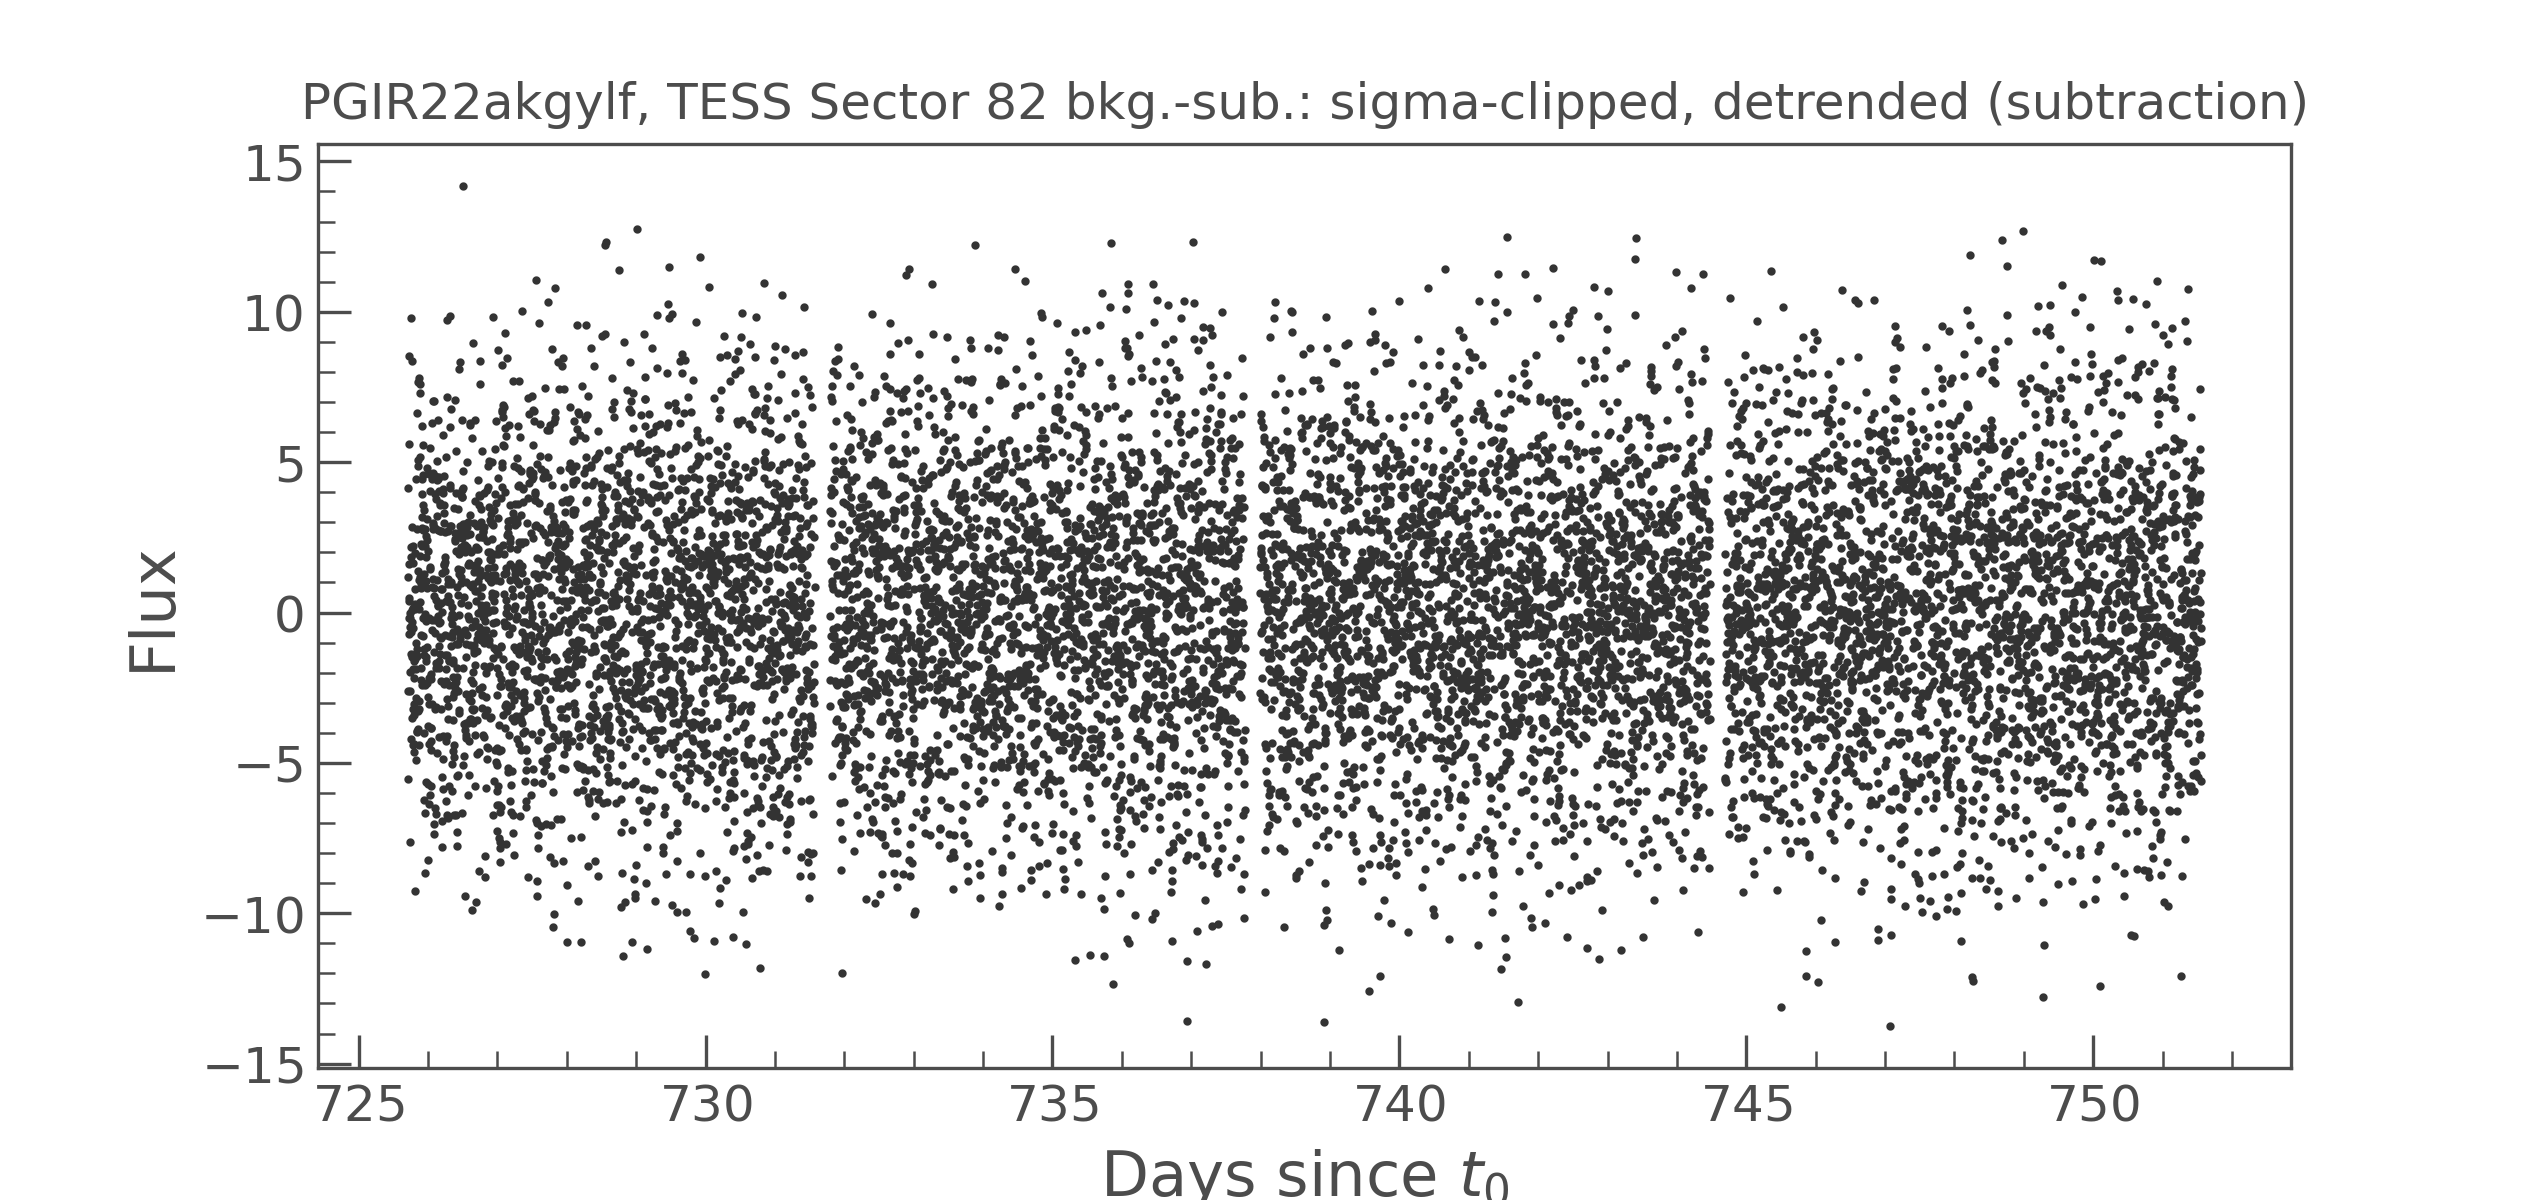 PGIR22akgylf, TESS Sector 82 bkg.-sub.: sigma-clipped, detrended (subtraction)
15
10
5
0
−5
−10
−15
Flux
725 730 735 740 745 750
Days since t0